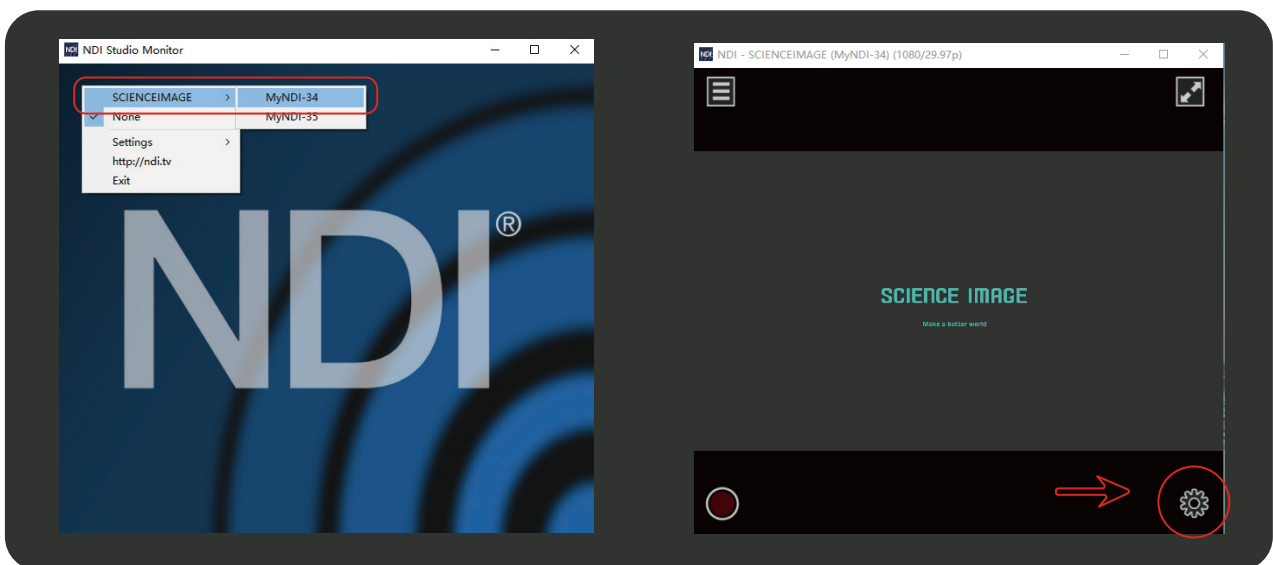 NDI Studio Monitor
SCIENCEIMAGE > MyNDI-34
None MyNDI-35
Settings >
http://ndi.tv
Exit
NDI®
NDI - SCIENCEIMAGE (MyNDI-34) (1080/29.97p)
SCIENCE IMAGE
Make a better world